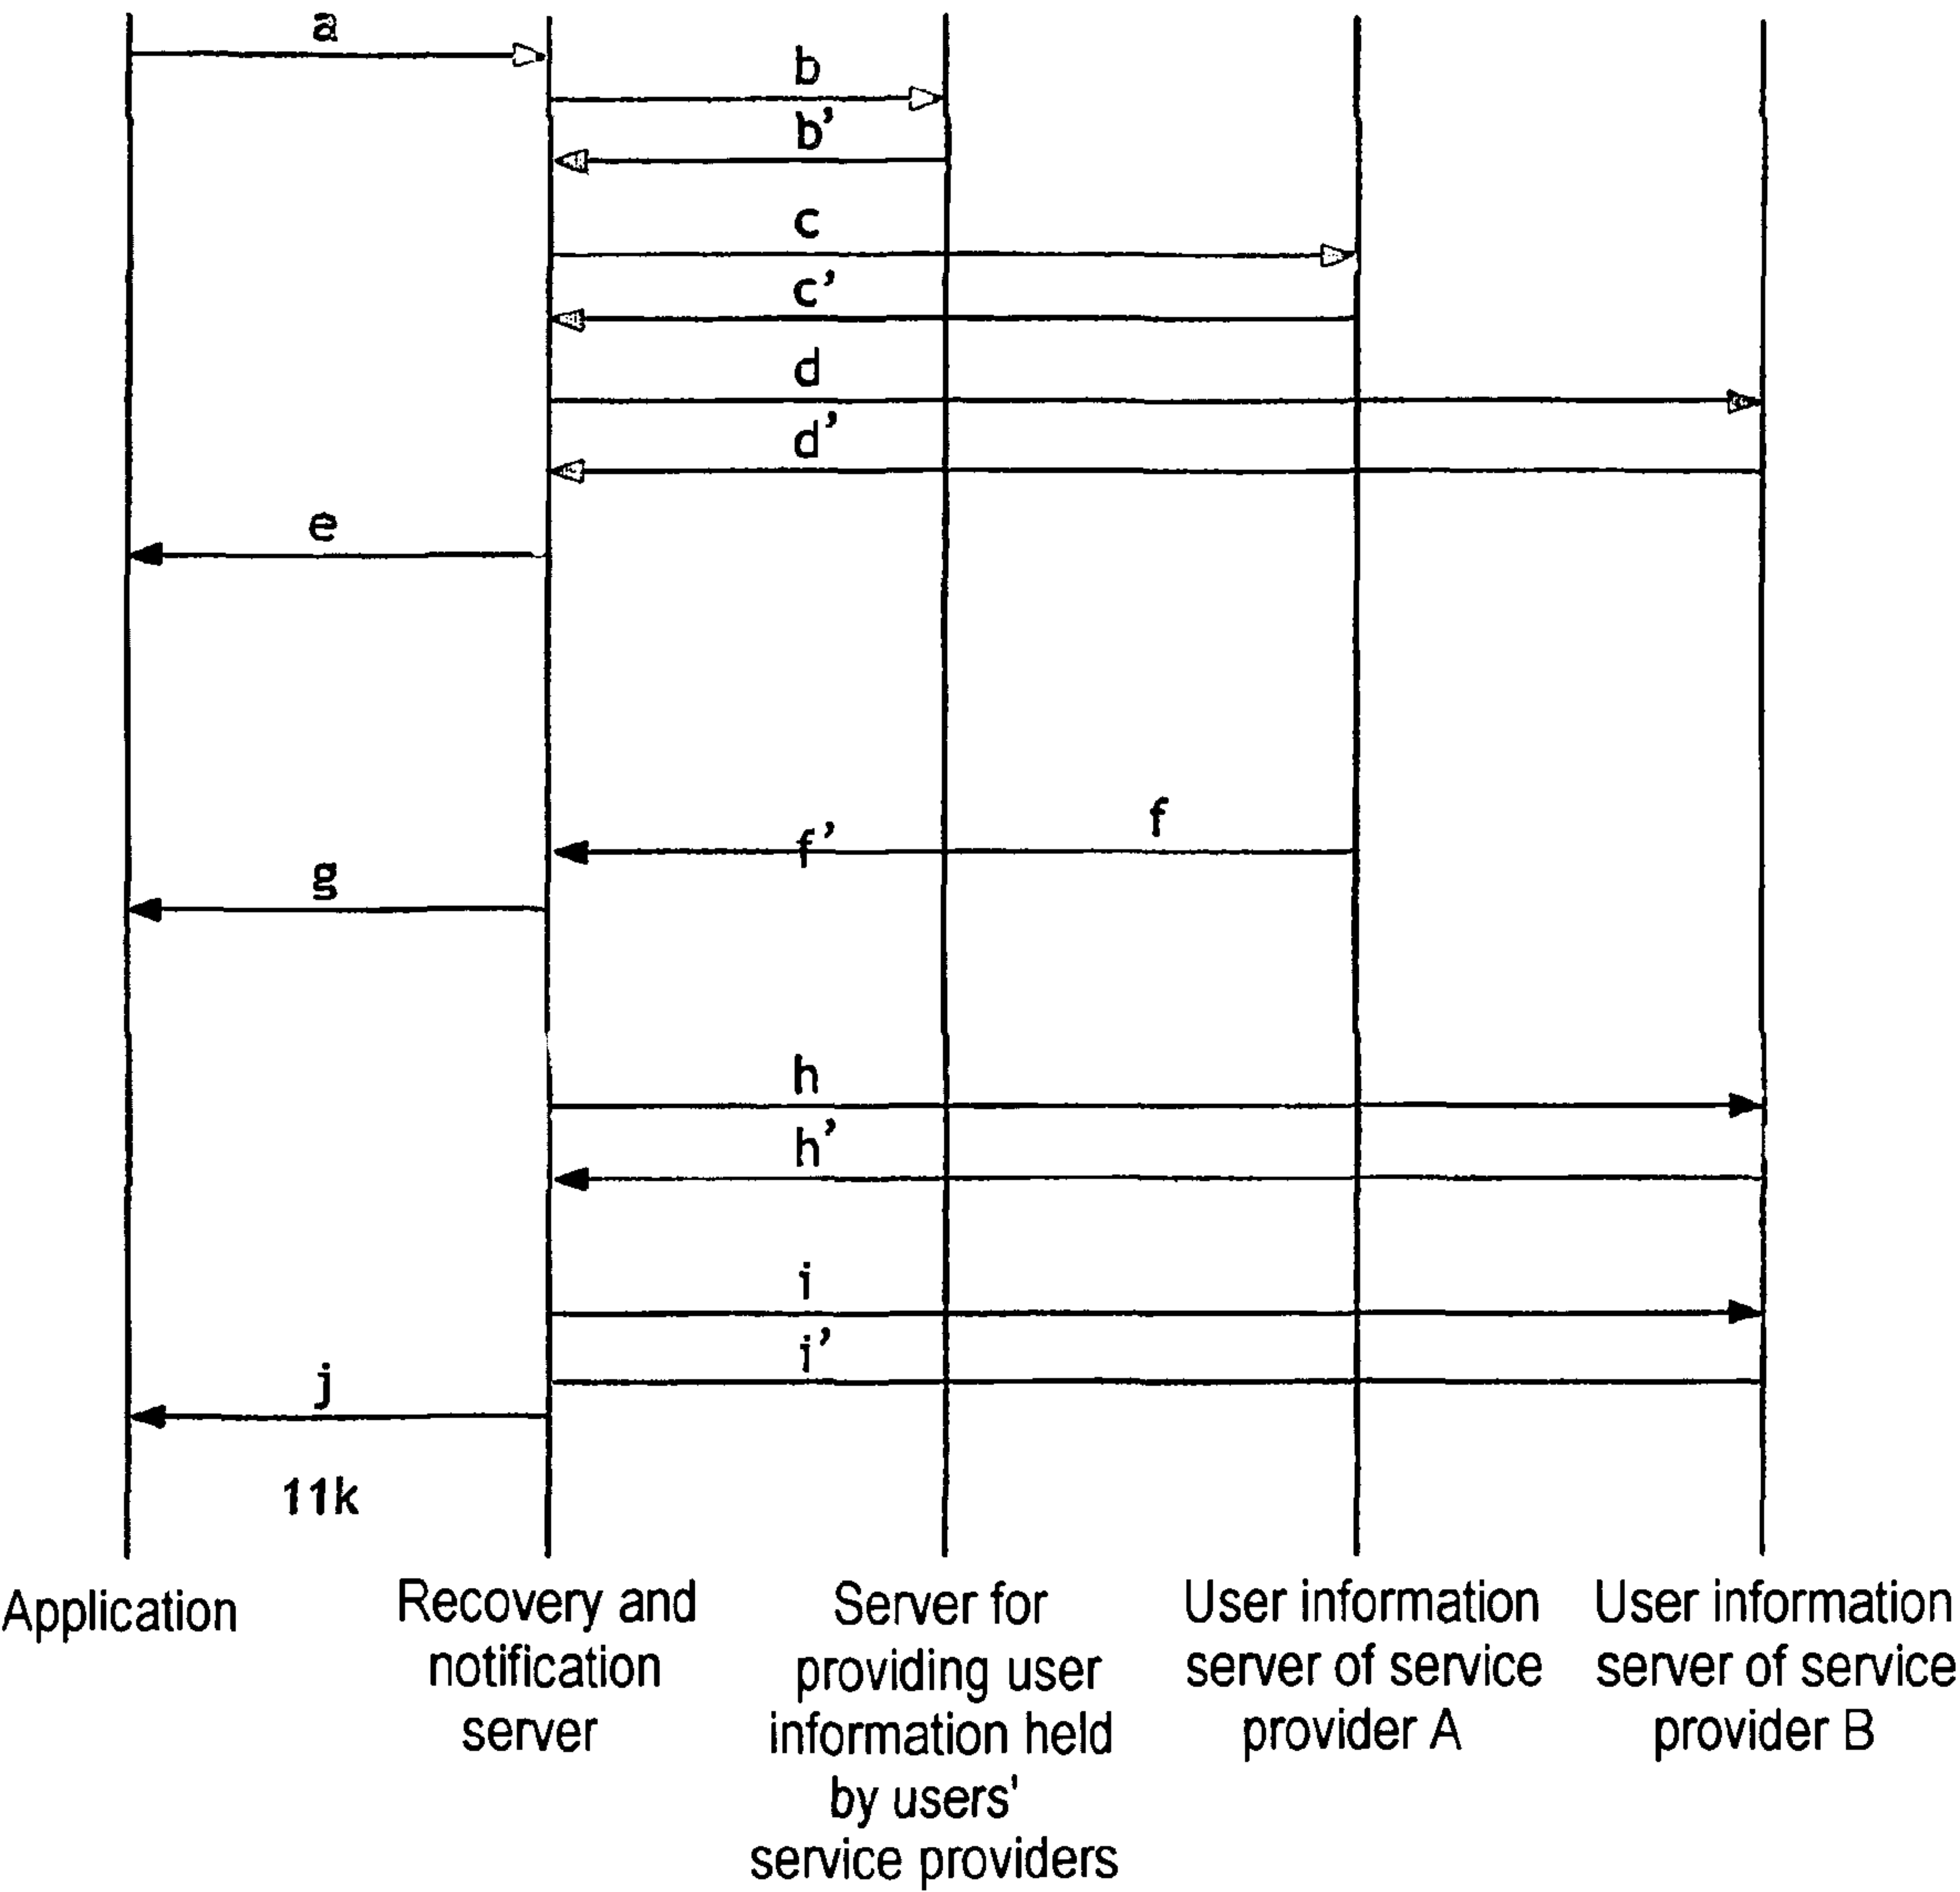 a
b
b’
c
c’
d
d’
e
f
f’
g
h
h’
i
i’
j
11k
Application
Recovery and
notification
server
Server for
providing user
information held
by users'
service providers
User information
server of service
provider A
User information
server of service
provider B